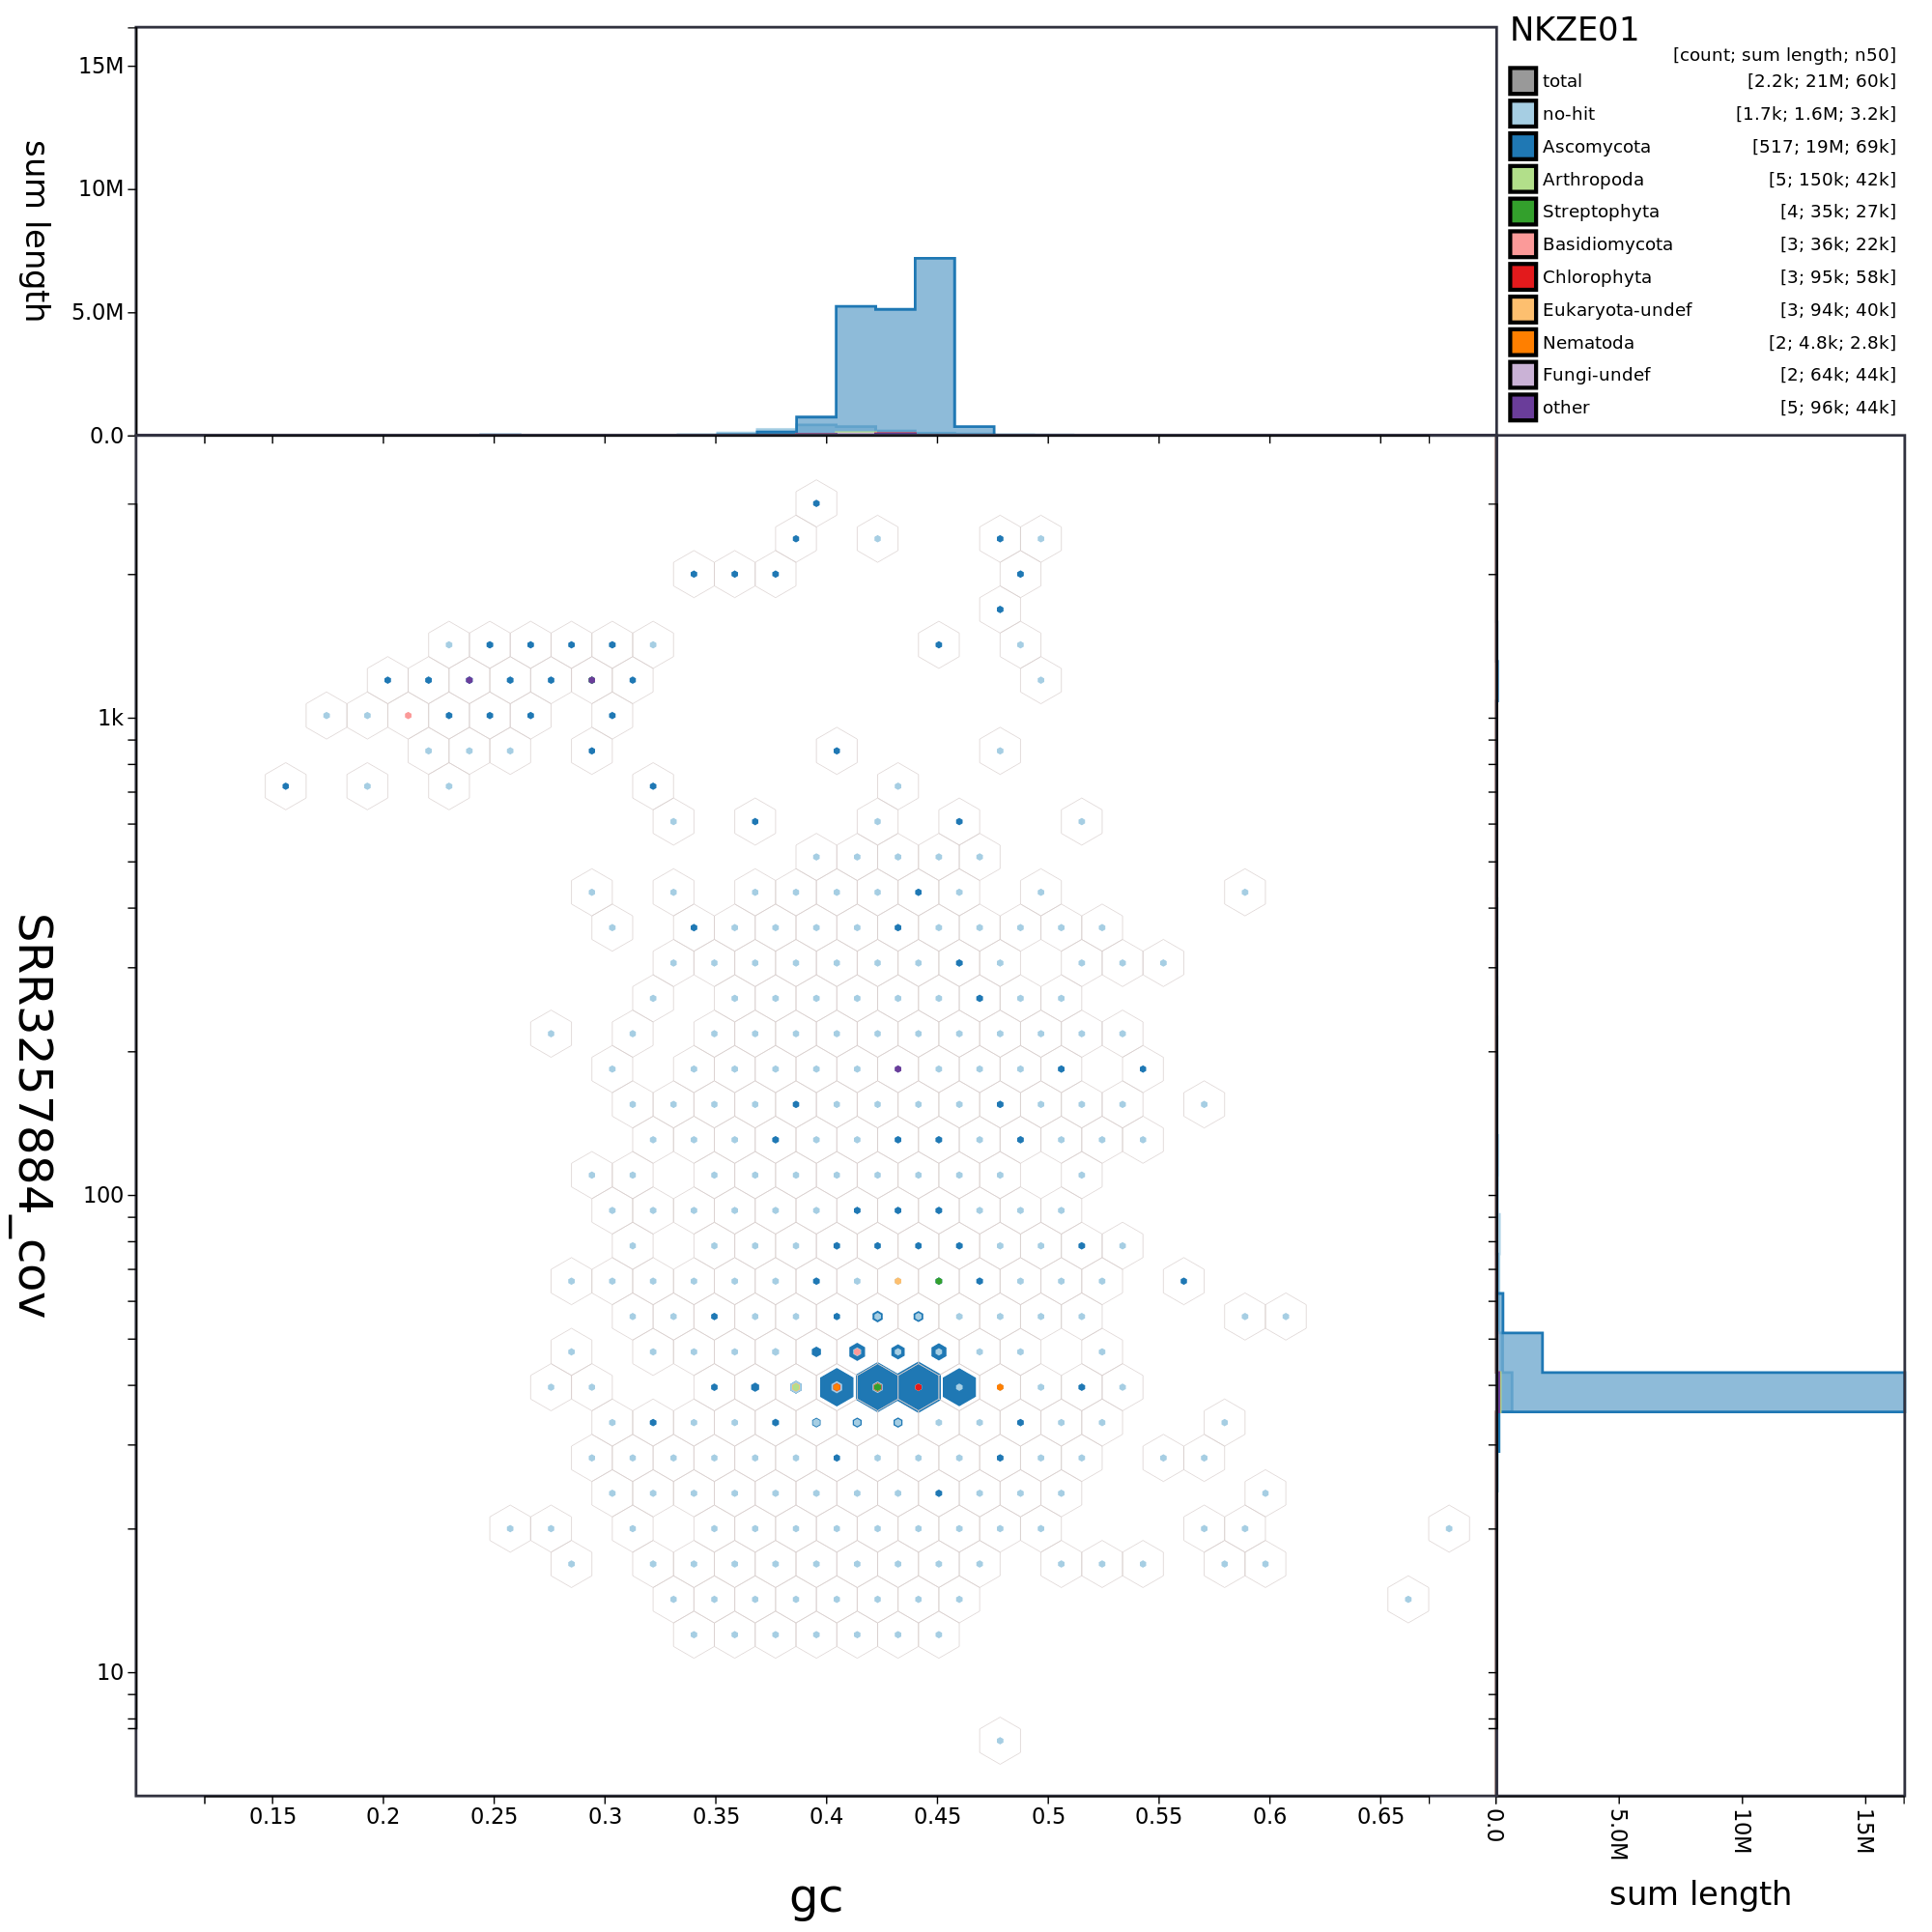 NKZE01
[count; sum length; n50]
total [2.2k; 21M; 60k]
no-hit [1.7k; 1.6M; 3.2k]
Ascomycota [517; 19M; 69k]
Arthropoda [5; 150k; 42k]
Streptophyta [4; 35k; 27k]
Basidiomycota [3; 36k; 22k]
Chlorophyta [3; 95k; 58k]
Eukaryota-undef [3; 94k; 40k]
Nematoda [2; 4.8k; 2.8k]
Fungi-undef [2; 64k; 44k]
other [5; 96k; 44k]
sum length
15M
10M
5.0M
0.0
SRR3257884_cov
1k
100
10
0.15 0.2 0.25 0.3 0.35 0.4 0.45 0.5 0.55 0.6 0.65
gc
0.0 5.0M 10M 15M
sum length